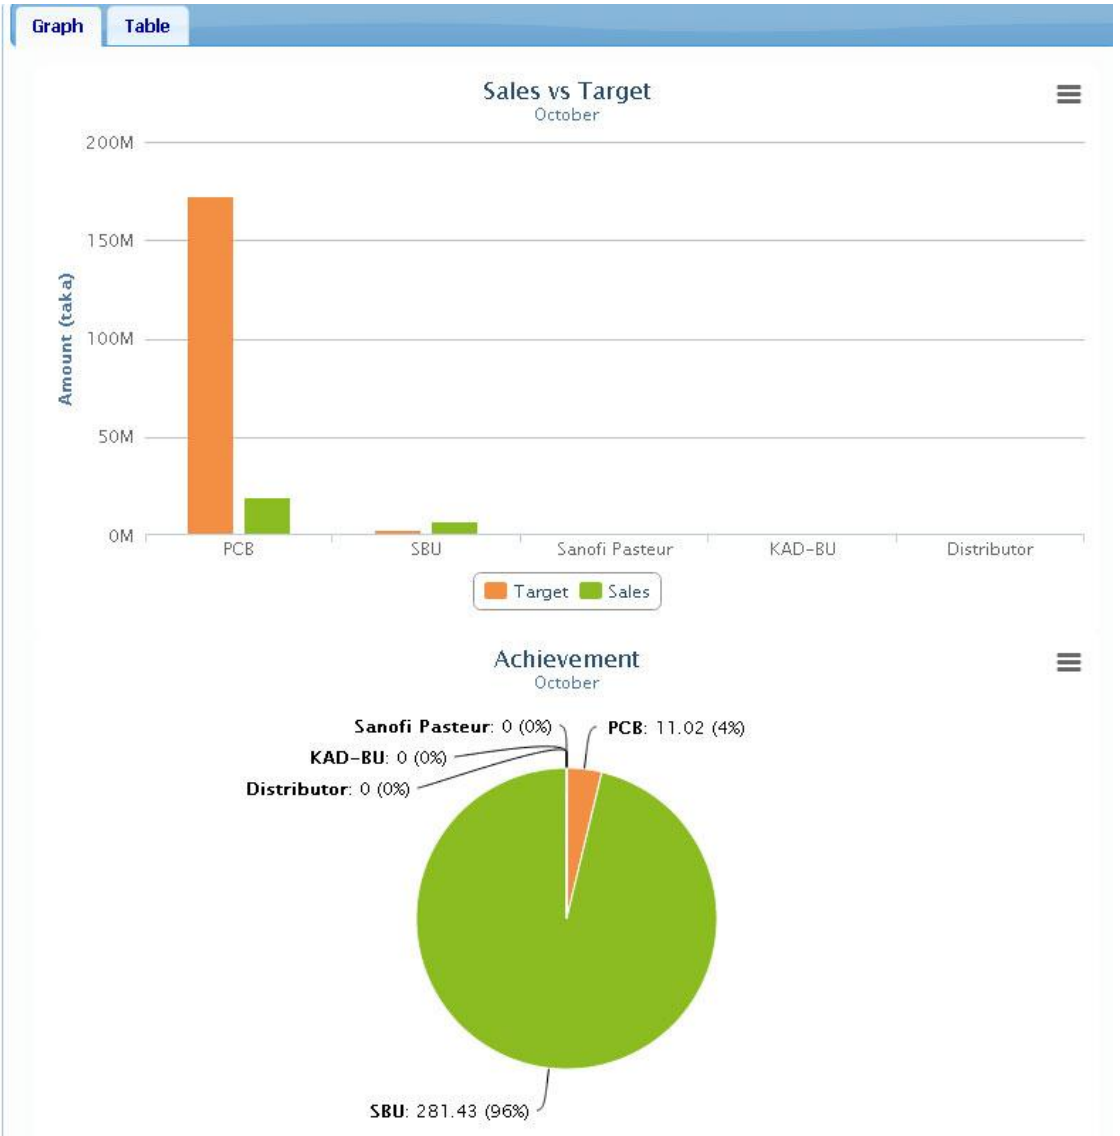 Graph Table
Sales vs Target
October
200M
150M
100M
50M
0M
Amount (taka)
PCB SBU Sanofi Pasteur KAD-BU Distributor
Target Sales
Achievement
October
Sanofi Pasteur: 0 (0%) PCB: 11.02 (4%)
KAD-BU: 0 (0%)
Distributor: 0 (0%)
SBU: 281.43 (96%)